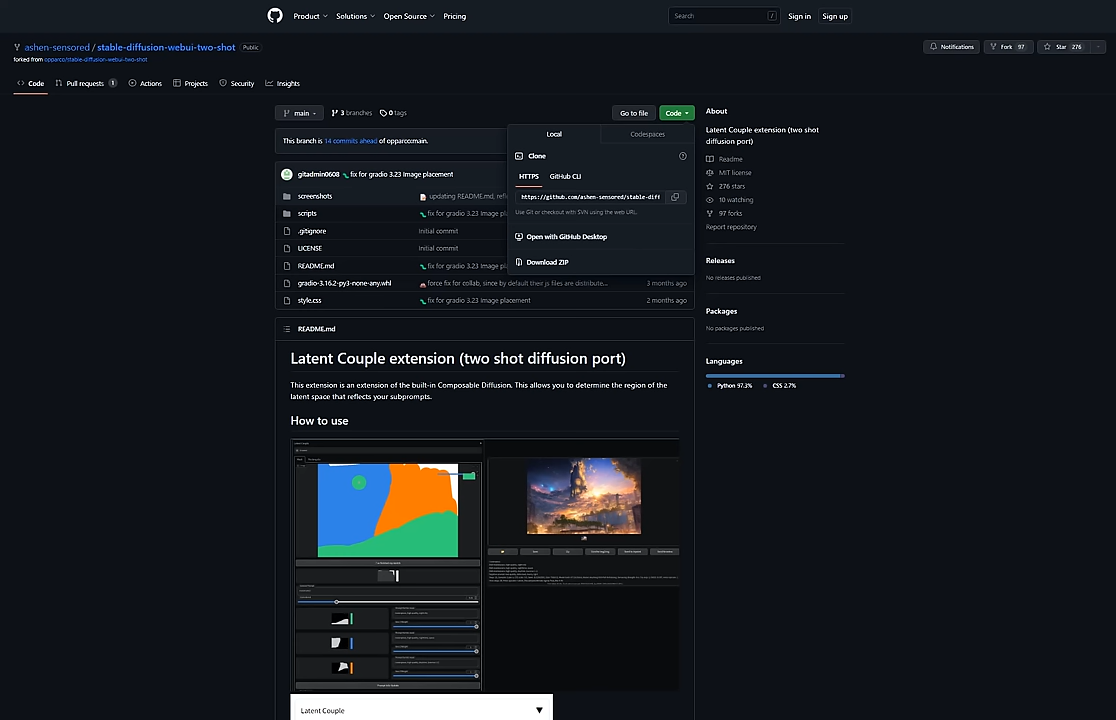 Product Solutions Open Source Pricing Search / Sign in Sign up
ashen-sensored / stable-diffusion-webui-two-shot Public
forked from opparco/stable-diffusion-webui-two-shot
Notifications Fork 97 Star 276
Code Pull requests 1 Actions Projects Security Insights
main 3 branches 0 tags Go to file Code
This branch is 14 commits ahead of opparco:main.
gitadmin0608 fix for gradio 3.23 Image placement
screenshots updating README.md, refl
scripts fix for gradio 3.23 Image pl
.gitignore Initial commit
LICENSE Initial commit
README.md fix for gradio 3.23 Image pl
gradio-3.16.2-py3-none-any.whl force fix for collab, since by default their js files are distribute... 3 months ago
style.css fix for gradio 3.23 Image placement 2 months ago
Local Codespaces
Clone
HTTPS GitHub CLI
https://github.com/ashen-sensored/stable-diff
Use Git or checkout with SVN using the web URL.
Open with GitHub Desktop
Download ZIP
README.md
Latent Couple extension (two shot diffusion port)
This extension is an extension of the built-in Composable Diffusion. This allows you to determine the region of the
latent space that reflects your subprompts.
How to use
Latent Couple
About
Latent Couple extension (two shot
diffusion port)
Readme
MIT license
276 stars
10 watching
97 forks
Report repository
Releases
No releases published
Packages
No packages published
Languages
Python 97.3% CSS 2.7%